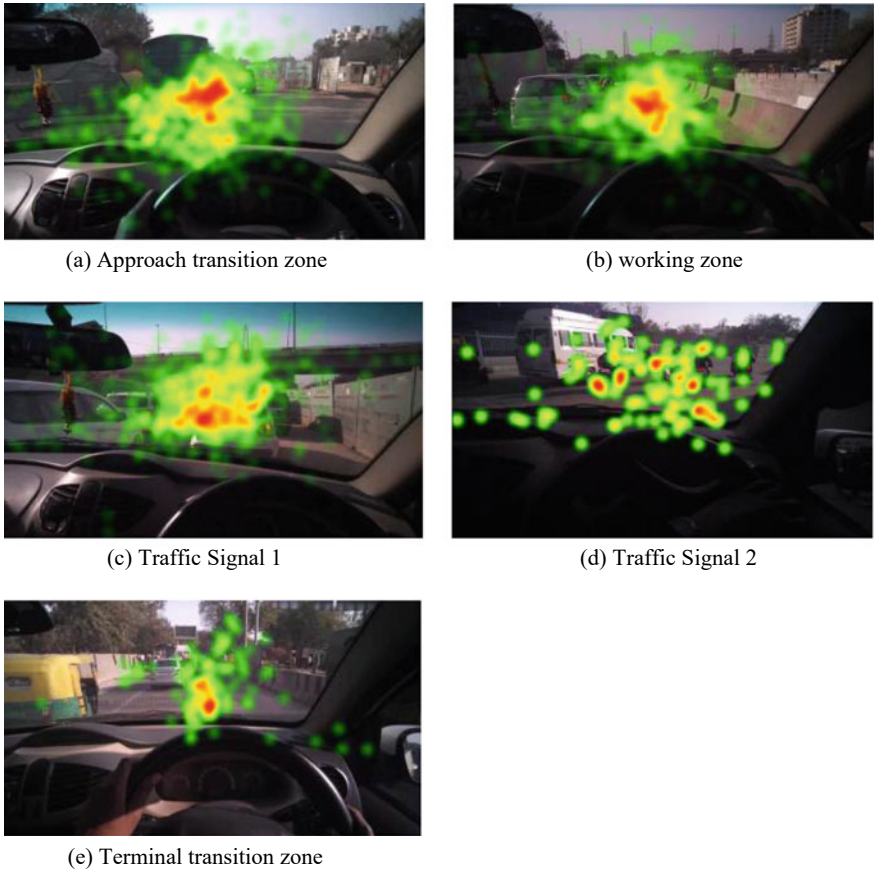 (a) Approach transition zone
(b) working zone
(c) Traffic Signal 1
(d) Traffic Signal 2
(e) Terminal transition zone